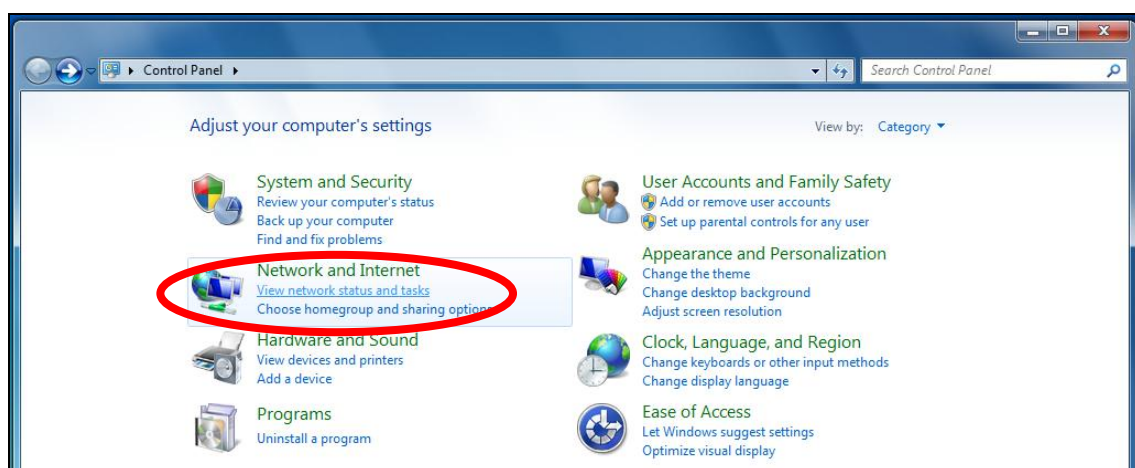 Control Panel
Search Control Panel
Adjust your computer's settings
View by: Category
System and Security
Review your computer's status
Back up your computer
Find and fix problems
Network and Internet
View network status and tasks
Choose homegroup and sharing options
Hardware and Sound
View devices and printers
Add a device
Programs
Uninstall a program
User Accounts and Family Safety
Add or remove user accounts
Set up parental controls for any user
Appearance and Personalization
Change the theme
Change desktop background
Adjust screen resolution
Clock, Language, and Region
Change keyboards or other input methods
Change display language
Ease of Access
Let Windows suggest settings
Optimize visual display